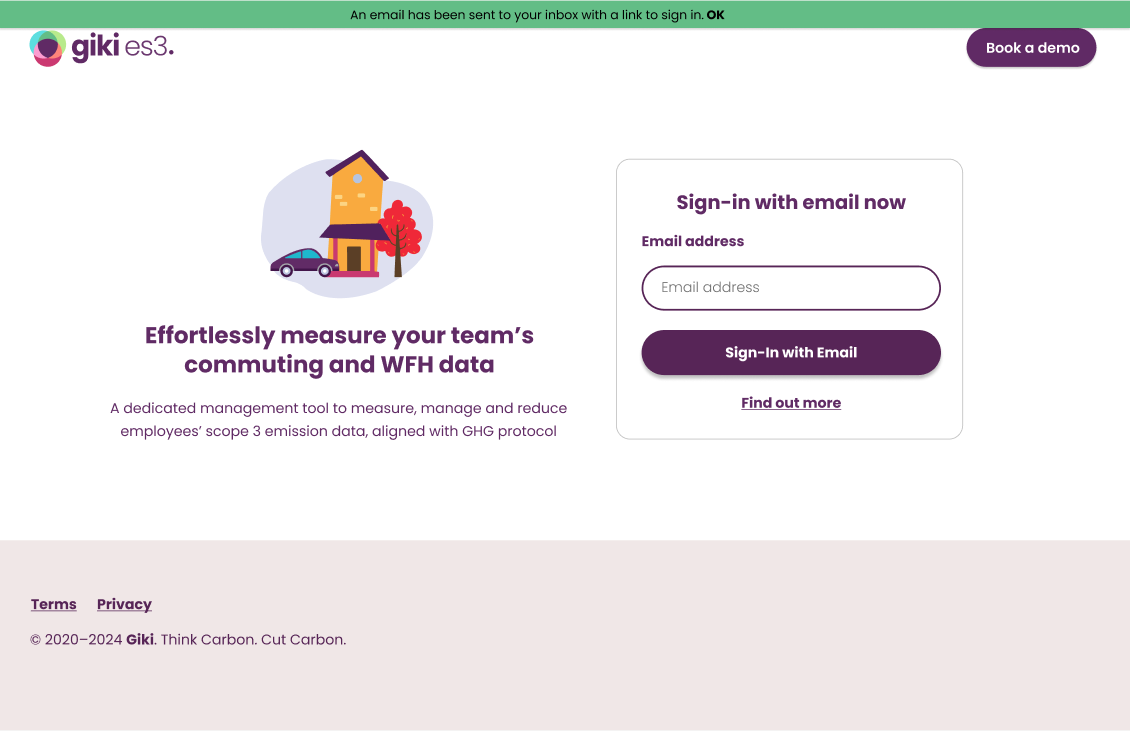 An email has been sent to your inbox with a link to sign in. OK
giki es3.
Book a demo
Effortlessly measure your team’s
commuting and WFH data
A dedicated management tool to measure, manage and reduce
employees’ scope 3 emission data, aligned with GHG protocol
Sign-in with email now
Email address
Email address
Sign-In with Email
Find out more
Terms Privacy
© 2020–2024 Giki. Think Carbon. Cut Carbon.